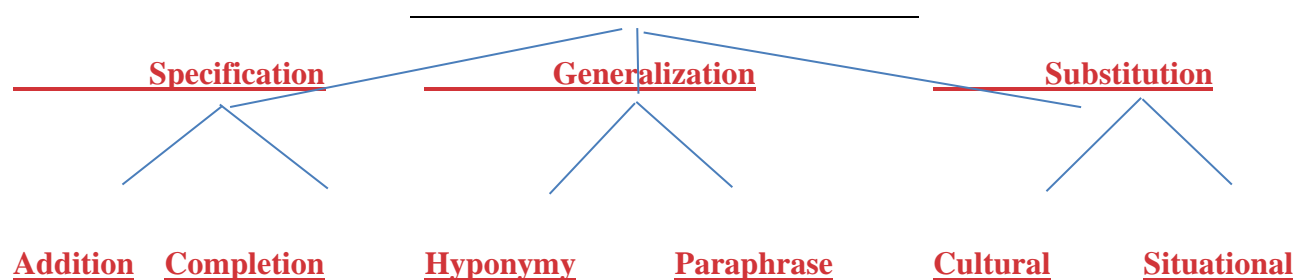 Specification Generalization Substitution
Addition Completion Hyponymy Paraphrase Cultural Situational